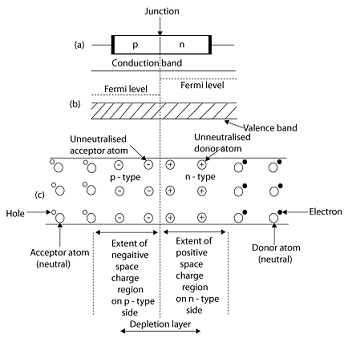 Junction
(a)
p
n
Conduction band
Fermi level
Fermi level
(b)
Valence band
Unneutralised
acceptor atom
Unneutralised
donor atom
p - type
n - type
(c)
Hole
Electron
Acceptor atom
(neutral)
Donor atom
(neutral)
Extent of
negaitive
space
charge
region
on p - type
side
Extent of
positive
space
charge
region
on n - type
side
Depletion layer